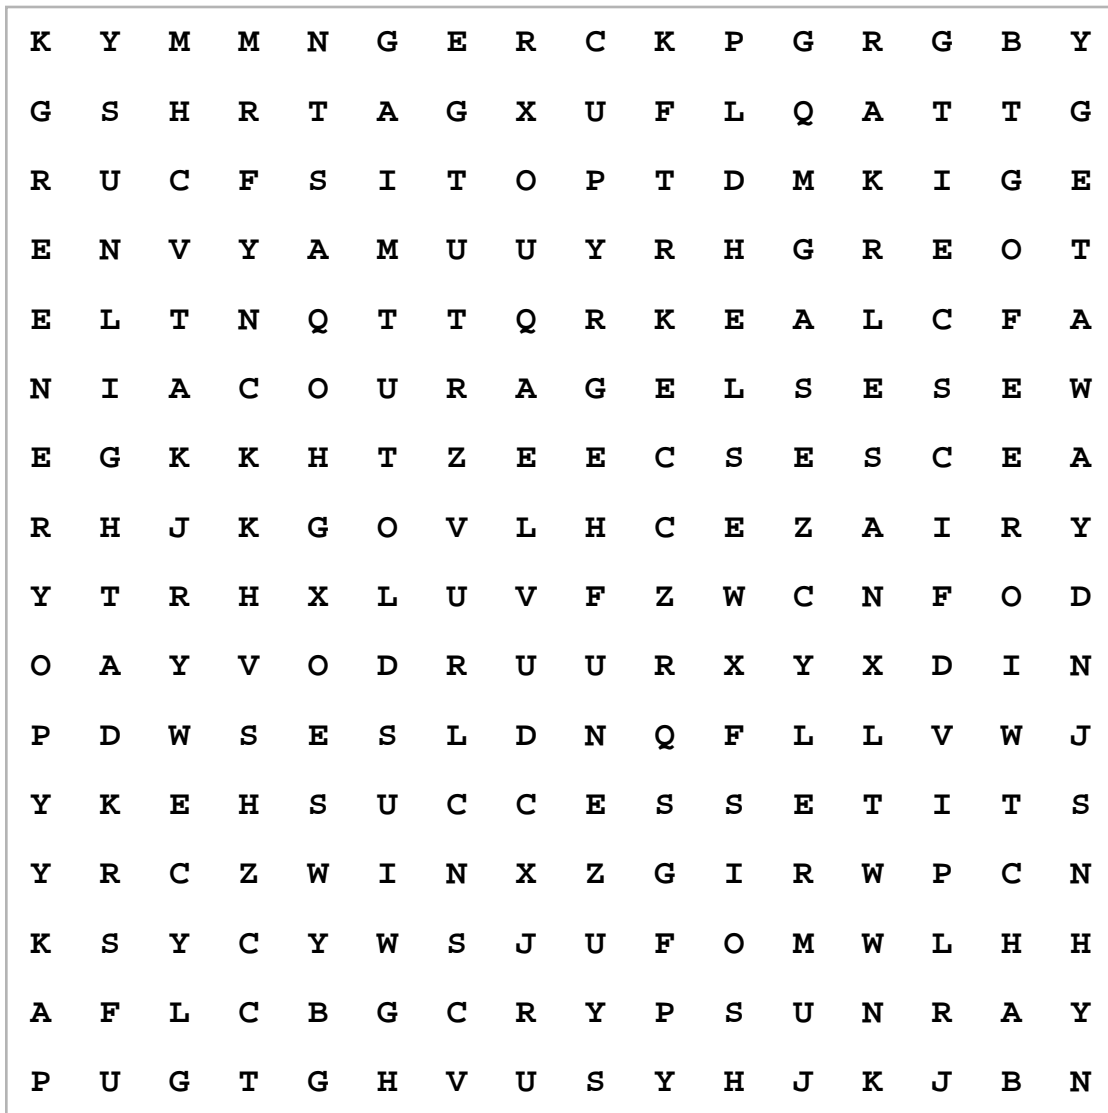 K Y M M N G E R C K P G R G B Y
G S H R T A G X U F L Q A T T G
R U C F S I T O P T D M K I G E
E N V Y A M U U Y R H G R E O T
E L T N Q T T Q R K E A L C F A
N I A C O U R A G E L S E S E W
E G K K H T Z E E C S E S C E A
R H J K G O V L H C E Z A I R Y
Y T R H X L U V F Z W C N F O D
O A Y V O D R U U R X Y X D I N
P D W S E S L D N Q F L L V W J
Y K E H S U C C E S S E T I T S
Y R C Z W I N X Z G I R W P C N
K S Y C Y W S J U F O M W L H H
A F L C B G C R Y P S U N R A Y
P U G T G H V U S Y H J K J B N